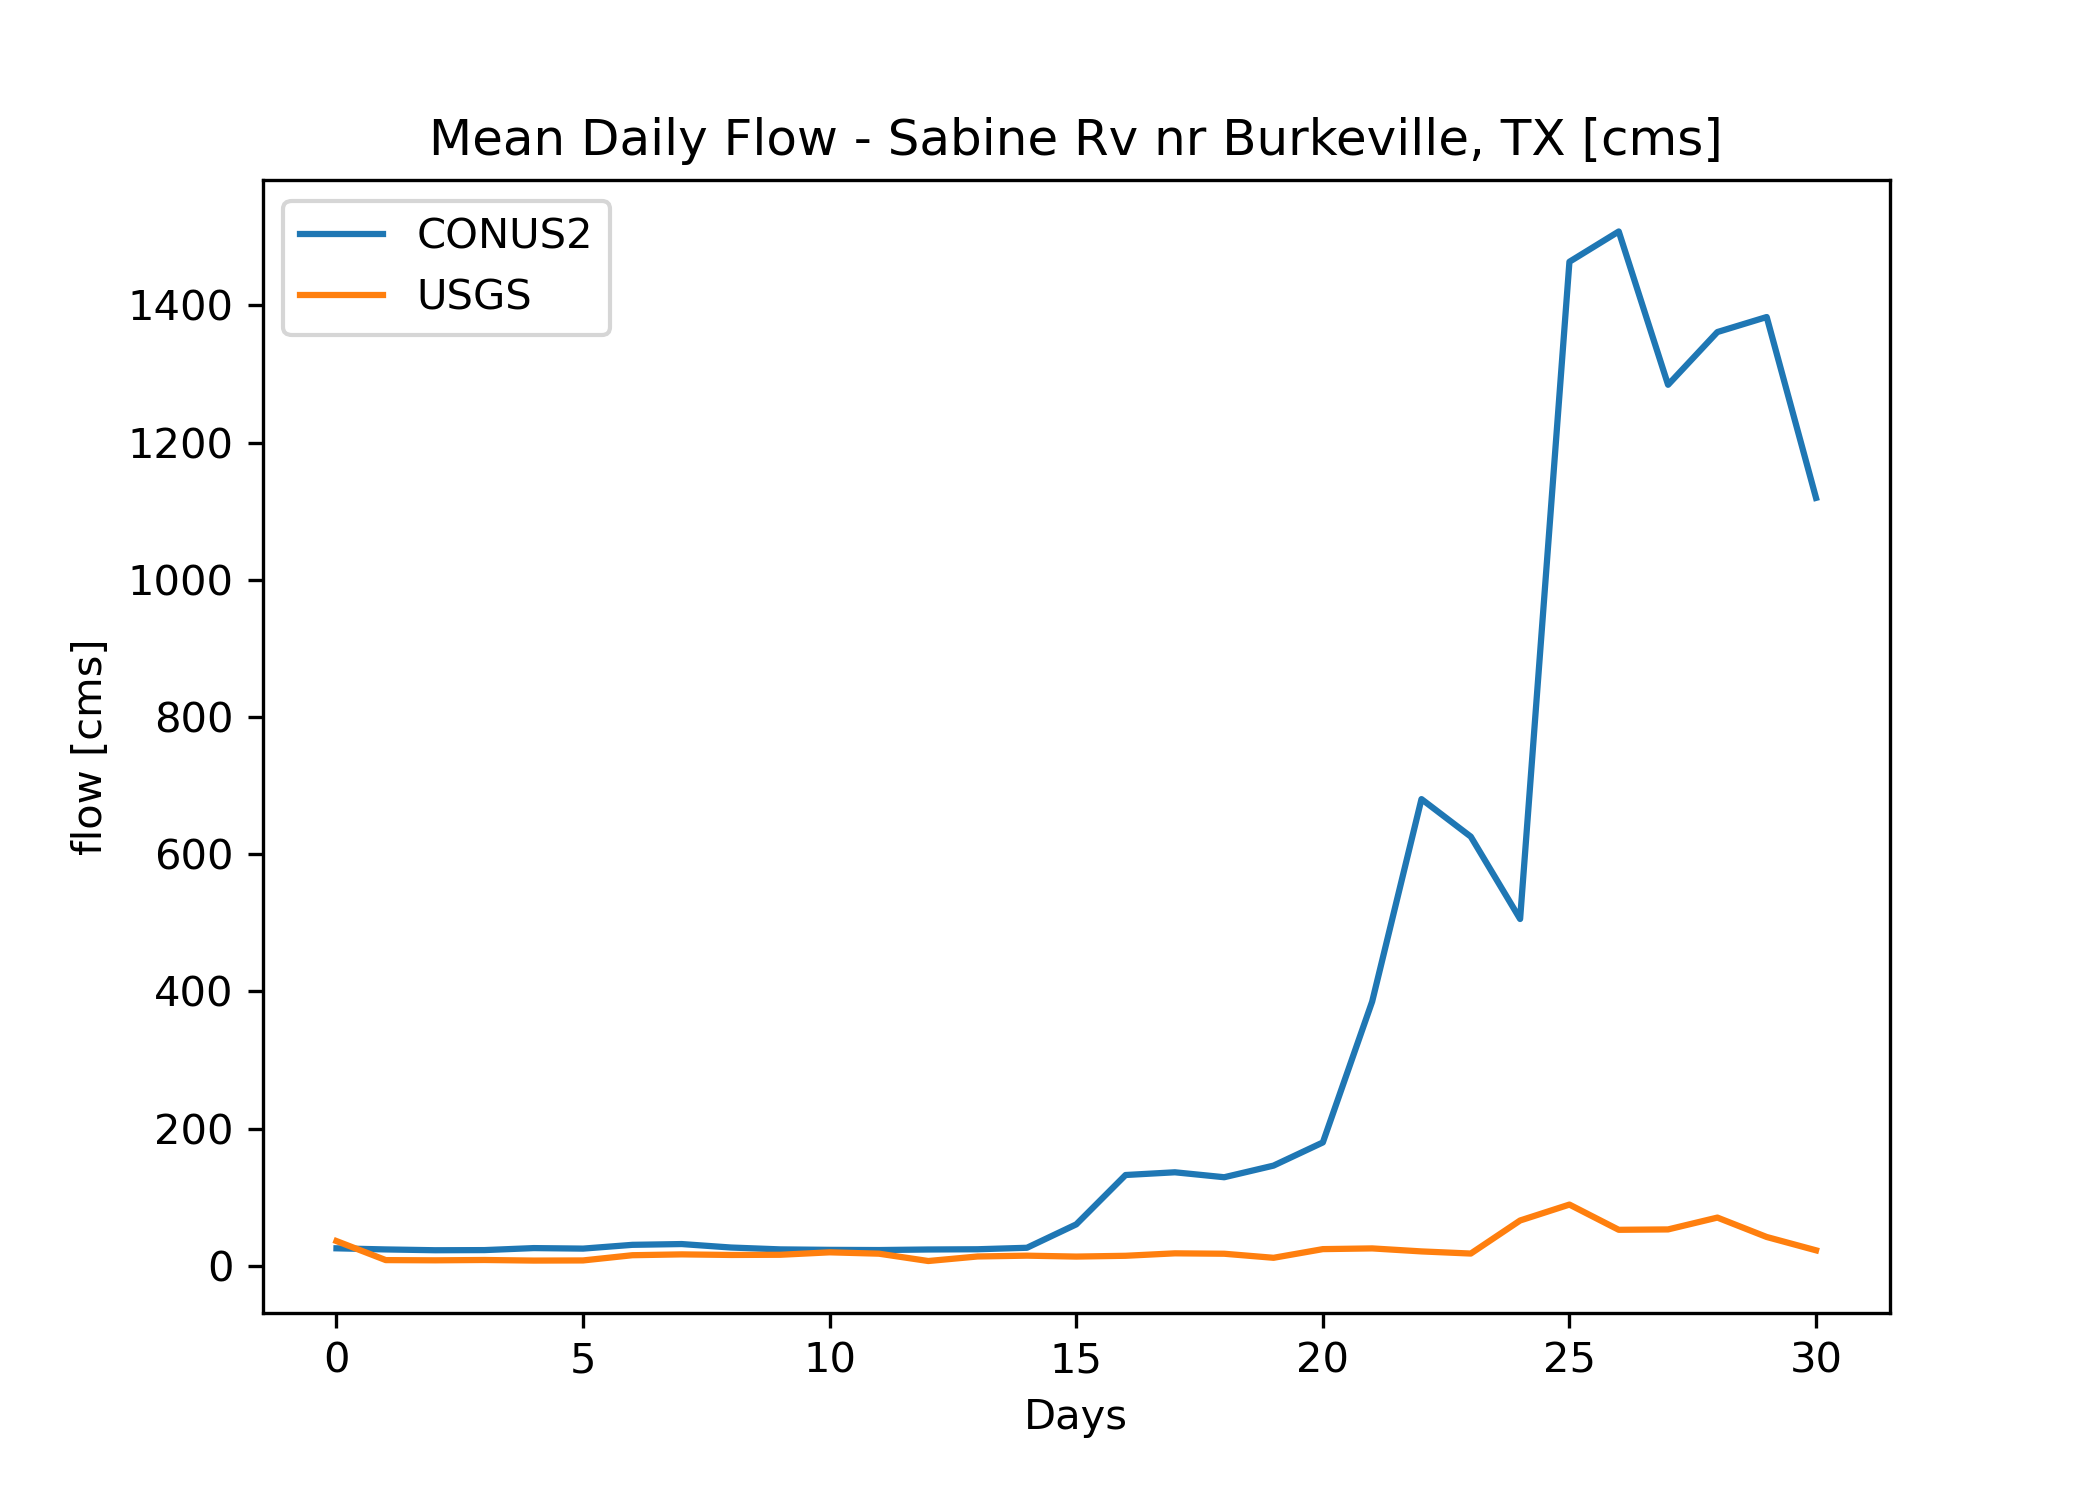 Mean Daily Flow - Sabine Rv nr Burkeville, TX [cms]
CONUS2
USGS
1400
1200
1000
800
600
400
200
0
flow [cms]
0 5 10 15 20 25 30
Days